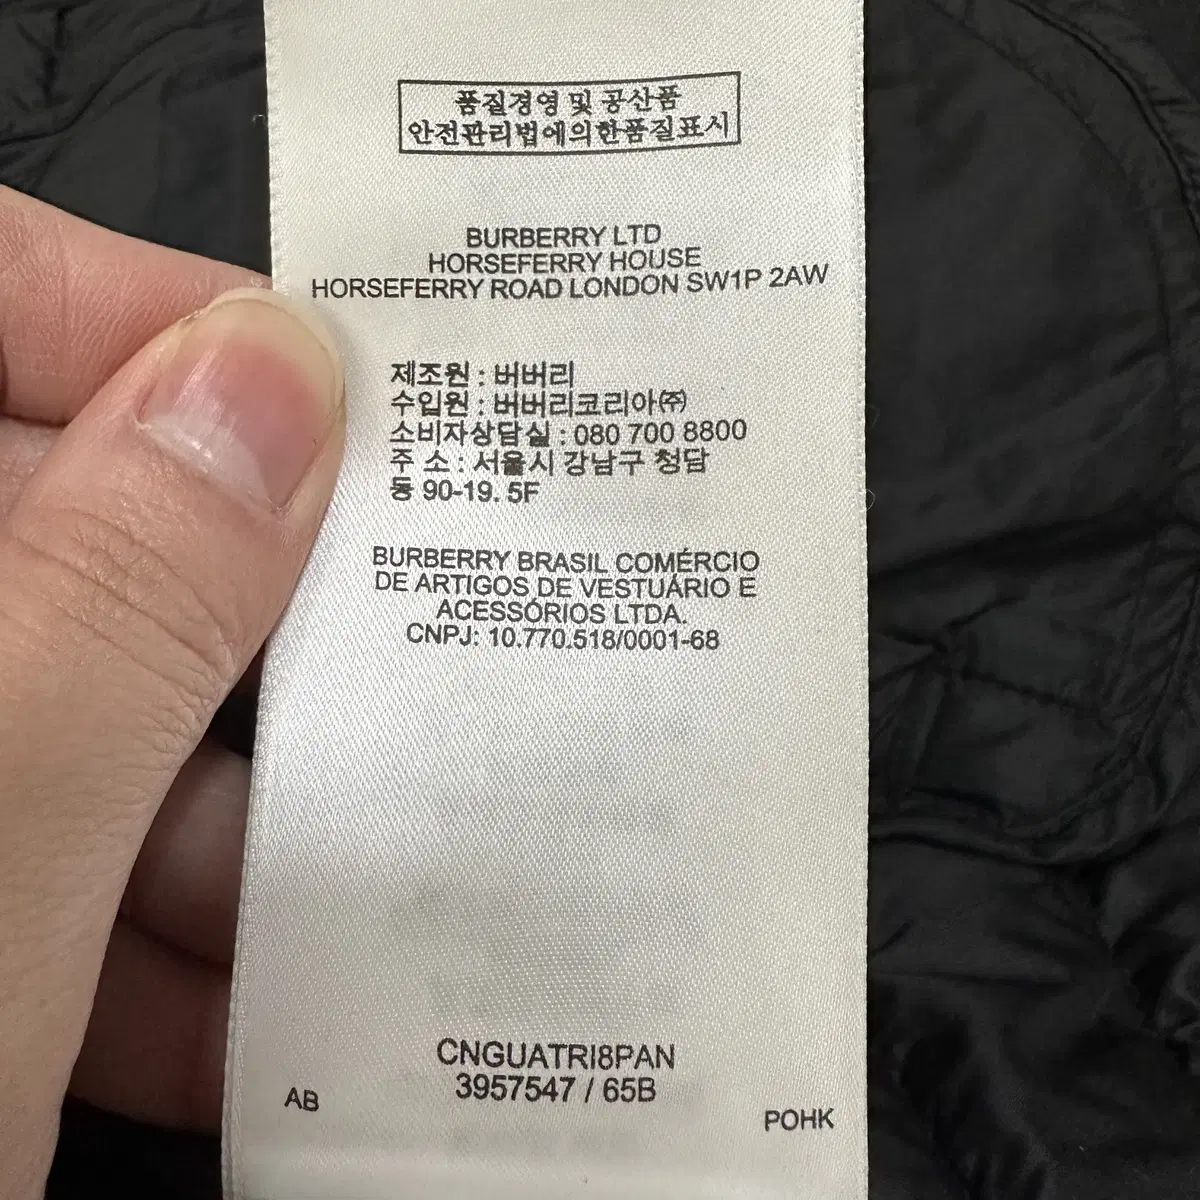 품질경영 및 공산품
안전관리법에의한품질표시
BURBERRY LTD
HORSEFERRY HOUSE
HORSEFERRY ROAD LONDON SW1P 2AW
제조원 : 버버리
수입원 : 버버리코리아㈜
소비자상담실 : 080 700 8800
주 소 : 서울시 강남구 청담
동 90-19. 5F
BURBERRY BRASIL COMÉRCIO
DE ARTIGOS DE VESTUÁRIO E
ACESSÓRIOS LTDA.
CNPJ: 10.770.518/0001-68
CNGUATRI8PAN
3957547 / 65B
AB
POHK